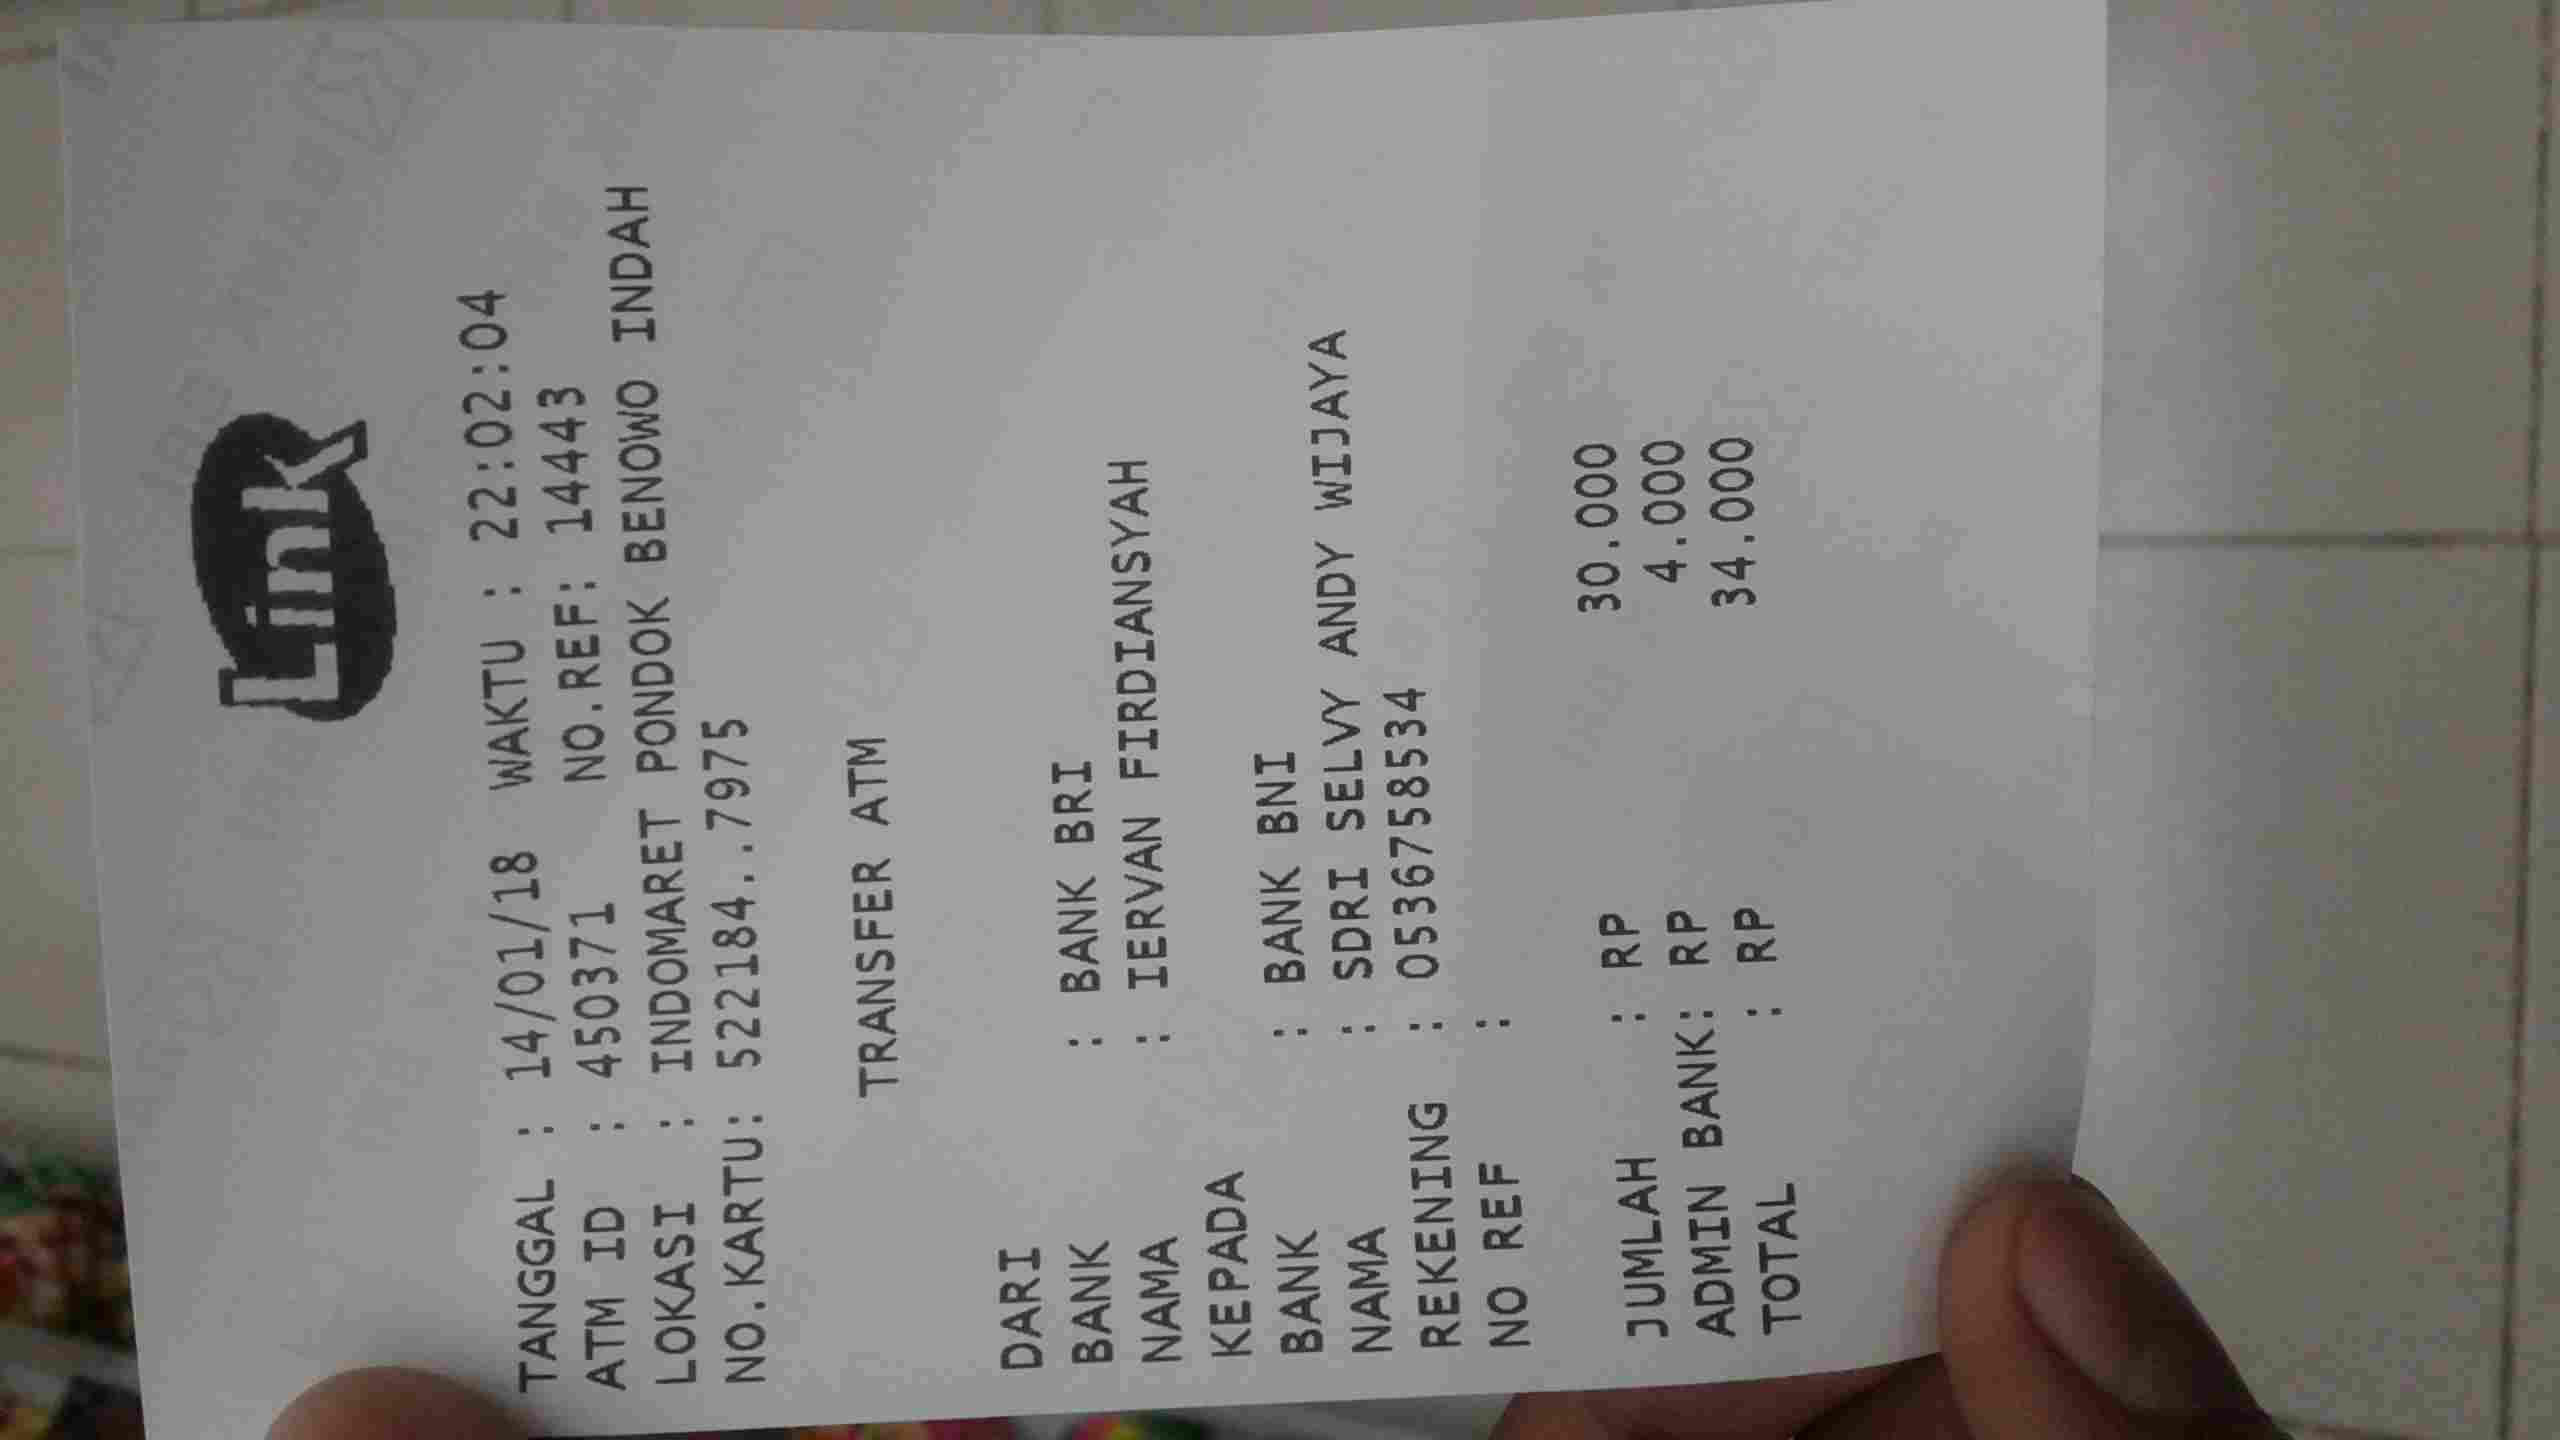 Link
TANGGAL : 14/01/18 WAKTU : 22:02:04
ATM ID : 450371 NO.REF: 14443
LOKASI : INDOMARET PONDOK BENOWO INDAH
NO.KARTU: 522184..7975
TRANSFER ATM
DARI
BANK : BANK BRI
NAMA : IERVAN FIRDIANSYAH
KEPADA
BANK : BANK BNI
NAMA : SDRI SELVY ANDY WIJAYA
REKENING : 0536758534
NO REF :
JUMLAH : RP 30.000
ADMIN BANK: RP 4.000
TOTAL : RP 34.000